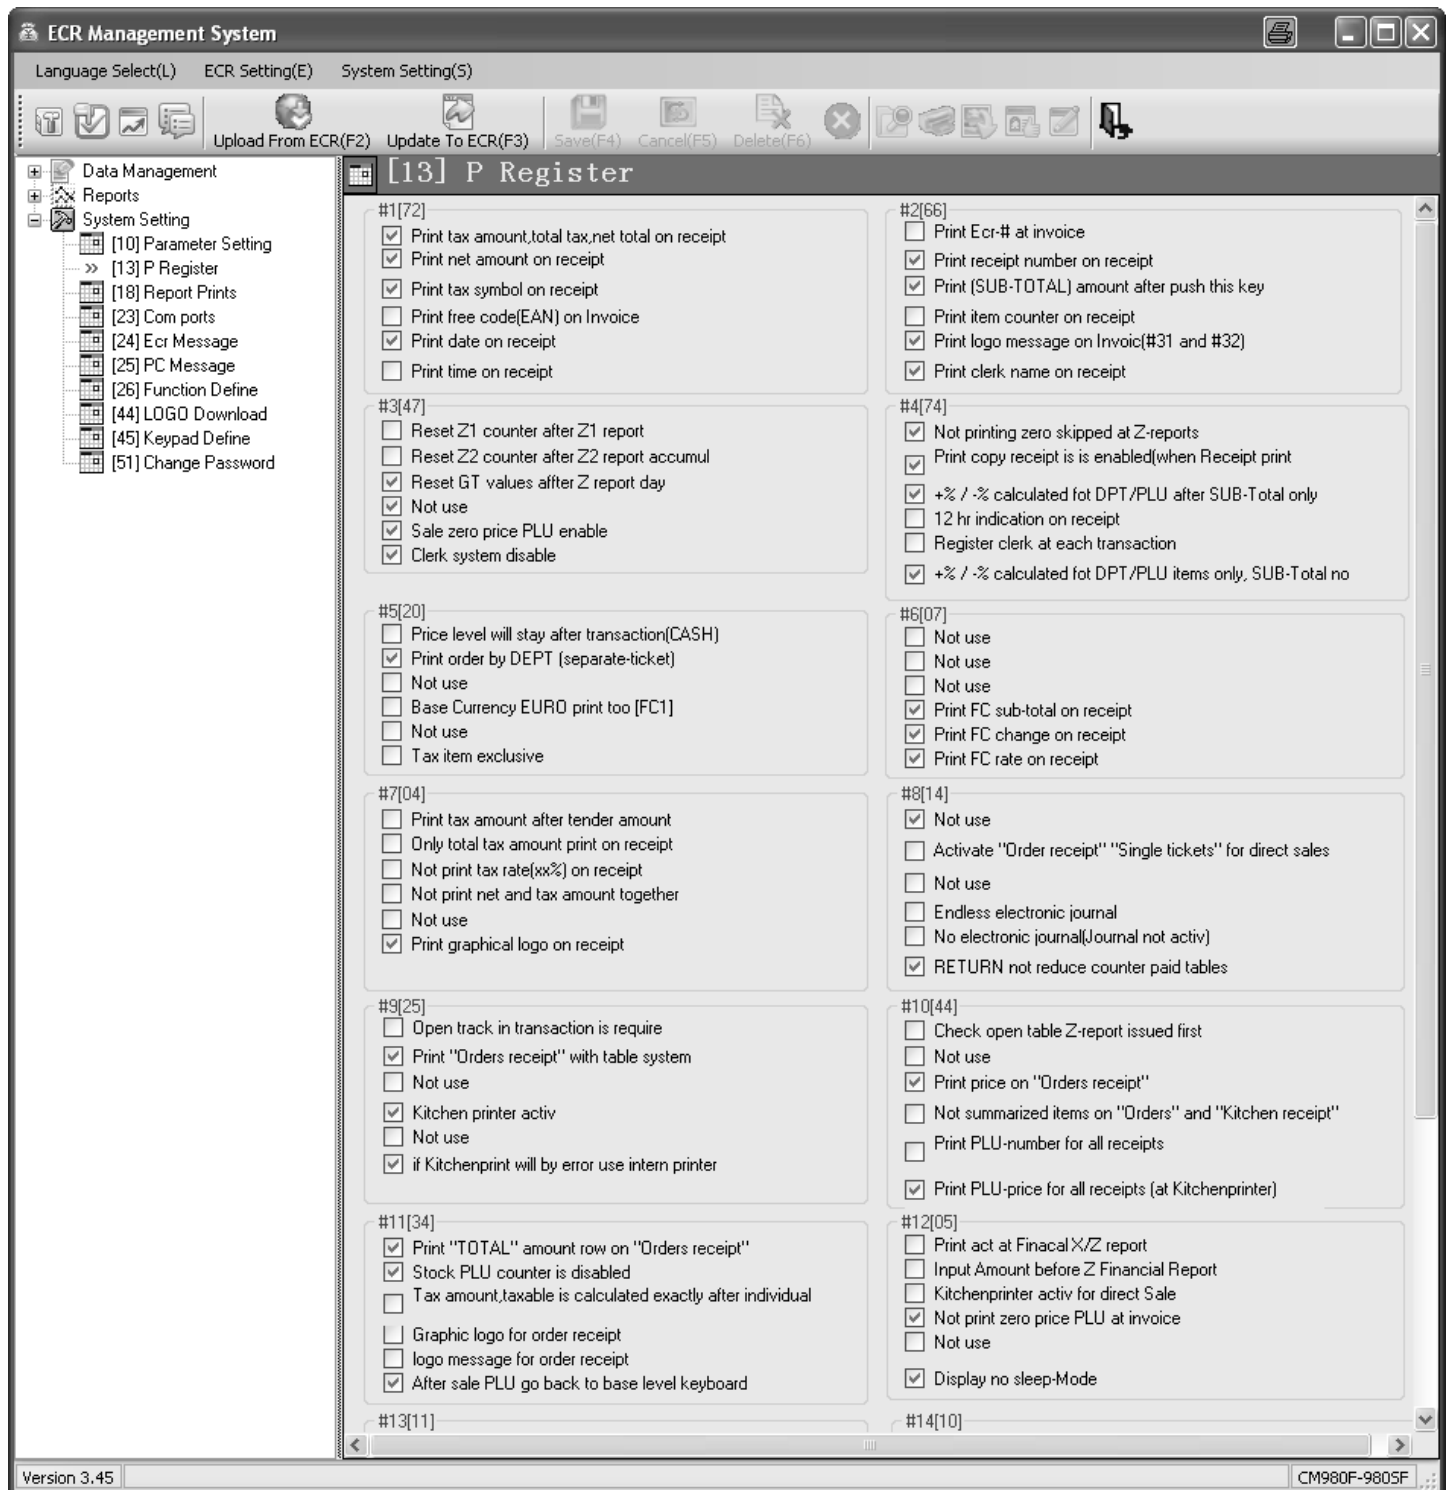 ECR Management System
Language Select(L) ECR Setting(E) System Setting(S)
Upload From ECR(F2) Update To ECR(F3) Save(F4) Cancel(F5) Delete(F6)
Data Management
Reports
System Setting
[10] Parameter Setting
[13] P Register
[18] Report Prints
[23] Com ports
[24] Ecr Message
[25] PC Message
[26] Function Define
[44] LOGO Download
[45] Keypad Define
[51] Change Password
[13] P Register
#1[72]
Print tax amount,total tax,net total on receipt
Print net amount on receipt
Print tax symbol on receipt
Print free code(EAN) on Invoice
Print date on receipt
Print time on receipt
#2[66]
Print Ecr-# at invoice
Print receipt number on receipt
Print (SUB-TOTAL) amount after push this key
Print item counter on receipt
Print logo message on Invoic(#31 and #32)
Print clerk name on receipt
#3[47]
Reset Z1 counter after Z1 report
Reset Z2 counter after Z2 report accumul
Reset GT values affter Z report day
Not use
Sale zero price PLU enable
Clerk system disable
#4[74]
Not printing zero skipped at Z-reports
Print copy receipt is is enabled(when Receipt print
+% / -% calculated fot DPT/PLU after SUB-Total only
12 hr indication on receipt
Register clerk at each transaction
+% / -% calculated fot DPT/PLU items only, SUB-Total no
#5[20]
Price level will stay after transaction(CASH)
Print order by DEPT (separate-ticket)
Not use
Base Currency EURO print too [FC1]
Not use
Tax item exclusive
#6[07]
Not use
Not use
Not use
Print FC sub-total on receipt
Print FC change on receipt
Print FC rate on receipt
#7[04]
Print tax amount after tender amount
Only total tax amount print on receipt
Not print tax rate(xx%) on receipt
Not print net and tax amount together
Not use
Print graphical logo on receipt
#8[14]
Not use
Activate "Order receipt" "Single tickets" for direct sales
Not use
Endless electronic journal
No electronic journal(Journal not activ)
RETURN not reduce counter paid tables
#9[25]
Open track in transaction is require
Print "Orders receipt" with table system
Not use
Kitchen printer activ
Not use
if Kitchenprint will by error use intern printer
#10[44]
Check open table Z-report issued first
Not use
Print price on "Orders receipt"
Not summarized items on "Orders" and "Kitchen receipt"
Print PLU-number for all receipts
Print PLU-price for all receipts (at Kitchenprinter)
#11[34]
Print "TOTAL" amount row on "Orders receipt"
Stock PLU counter is disabled
Tax amount,taxable is calculated exactly after individual
Graphic logo for order receipt
logo message for order receipt
After sale PLU go back to base level keyboard
#12[05]
Print act at Finacal X/Z report
Input Amount before Z Financial Report
Kitchenprinter activ for direct Sale
Not print zero price PLU at invoice
Not use
Display no sleep-Mode
#13[11]
#14[10]
Version 3.45
CM980F-980SF